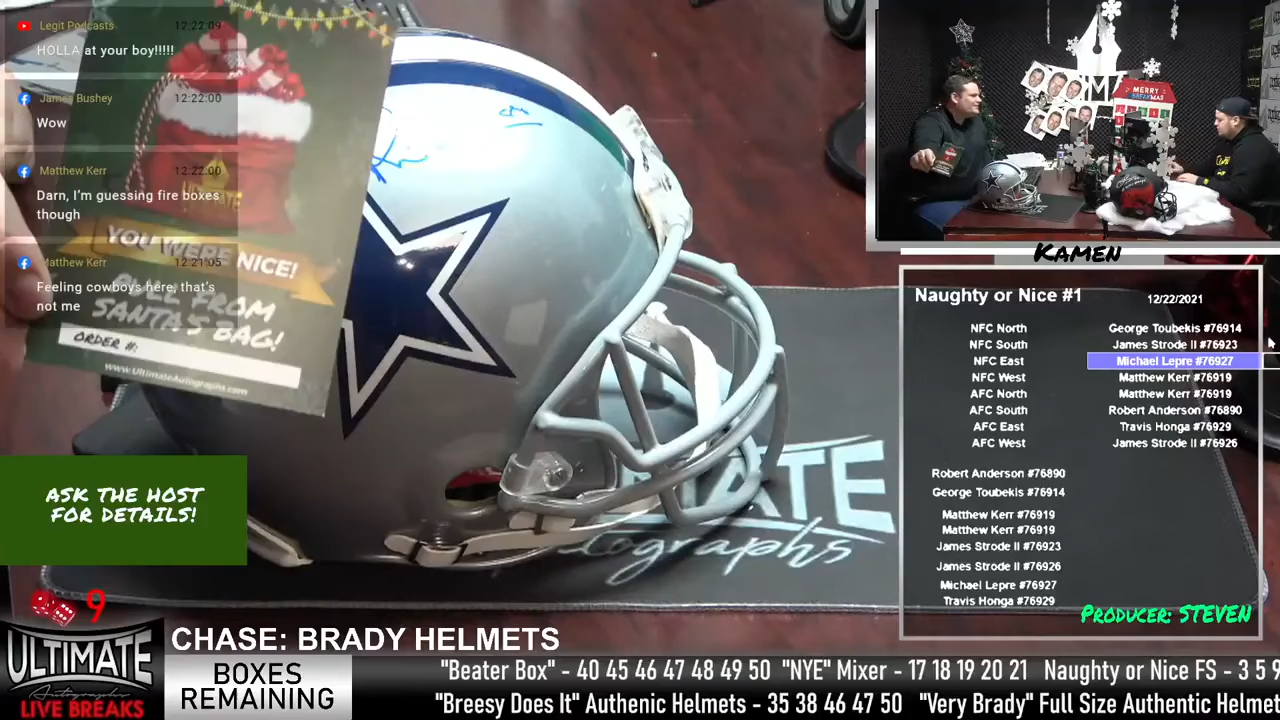 Legit Podcasts 12:22:09
HOLLA at your boy!!!!!
James Bushey 12:22:00
Wow
Matthew Kerr 12:22:00
Darn, I'm guessing fire boxes
though
Matthew Kerr 12:21:05
Feeling cowboys here, that's
not me
YOU WERE NICE!
PULL FROM
SANTA'S BAG!
ORDER #:
www.UltimateAutographs.com
ASK THE HOST
FOR DETAILS!
MERRY
BREAKMAS
KAMEN
Naughty or Nice #1 12/22/2021
NFC North George Toubekis #76914
NFC South James Strode II #76923
NFC East Michael Lepre #76927
NFC West Matthew Kerr #76919
AFC North Matthew Kerr #76919
AFC South Robert Anderson #76890
AFC East Travis Honga #76929
AFC West James Strode II #76926
Robert Anderson #76890
George Toubekis #76914
Matthew Kerr #76919
Matthew Kerr #76919
James Strode II #76923
James Strode II #76926
Michael Lepre #76927
Travis Honga #76929
PRODUCER: STEVEN
9
ULTIMATE
Autographs
LIVE BREAKS
CHASE: BRADY HELMETS
BOXES
REMAINING
"Beater Box" - 40 45 46 47 48 49 50 "NYE" Mixer - 17 18 19 20 21 Naughty or Nice FS - 3 5 9
"Breesy Does It" Authenic Helmets - 35 38 46 47 50 "Very Brady" Full Size Authentic Helmet